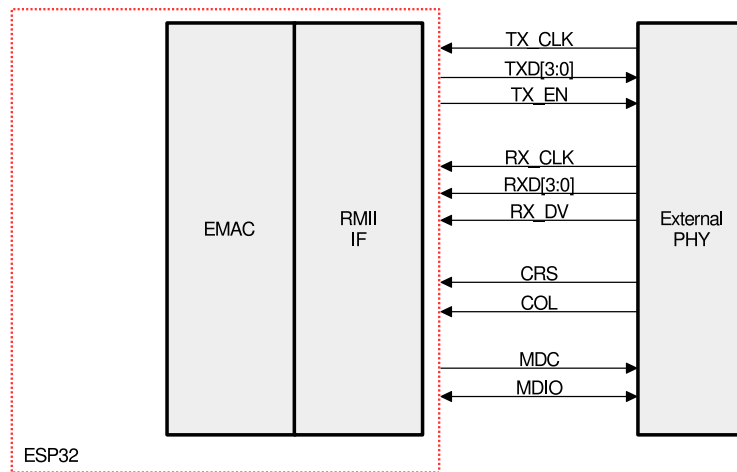 TX_CLK
TXD[3:0]
TX_EN
RX_CLK
RXD[3:0]
RX_DV
EMAC
RMII
IF
External
PHY
CRS
COL
MDC
MDIO
ESP32